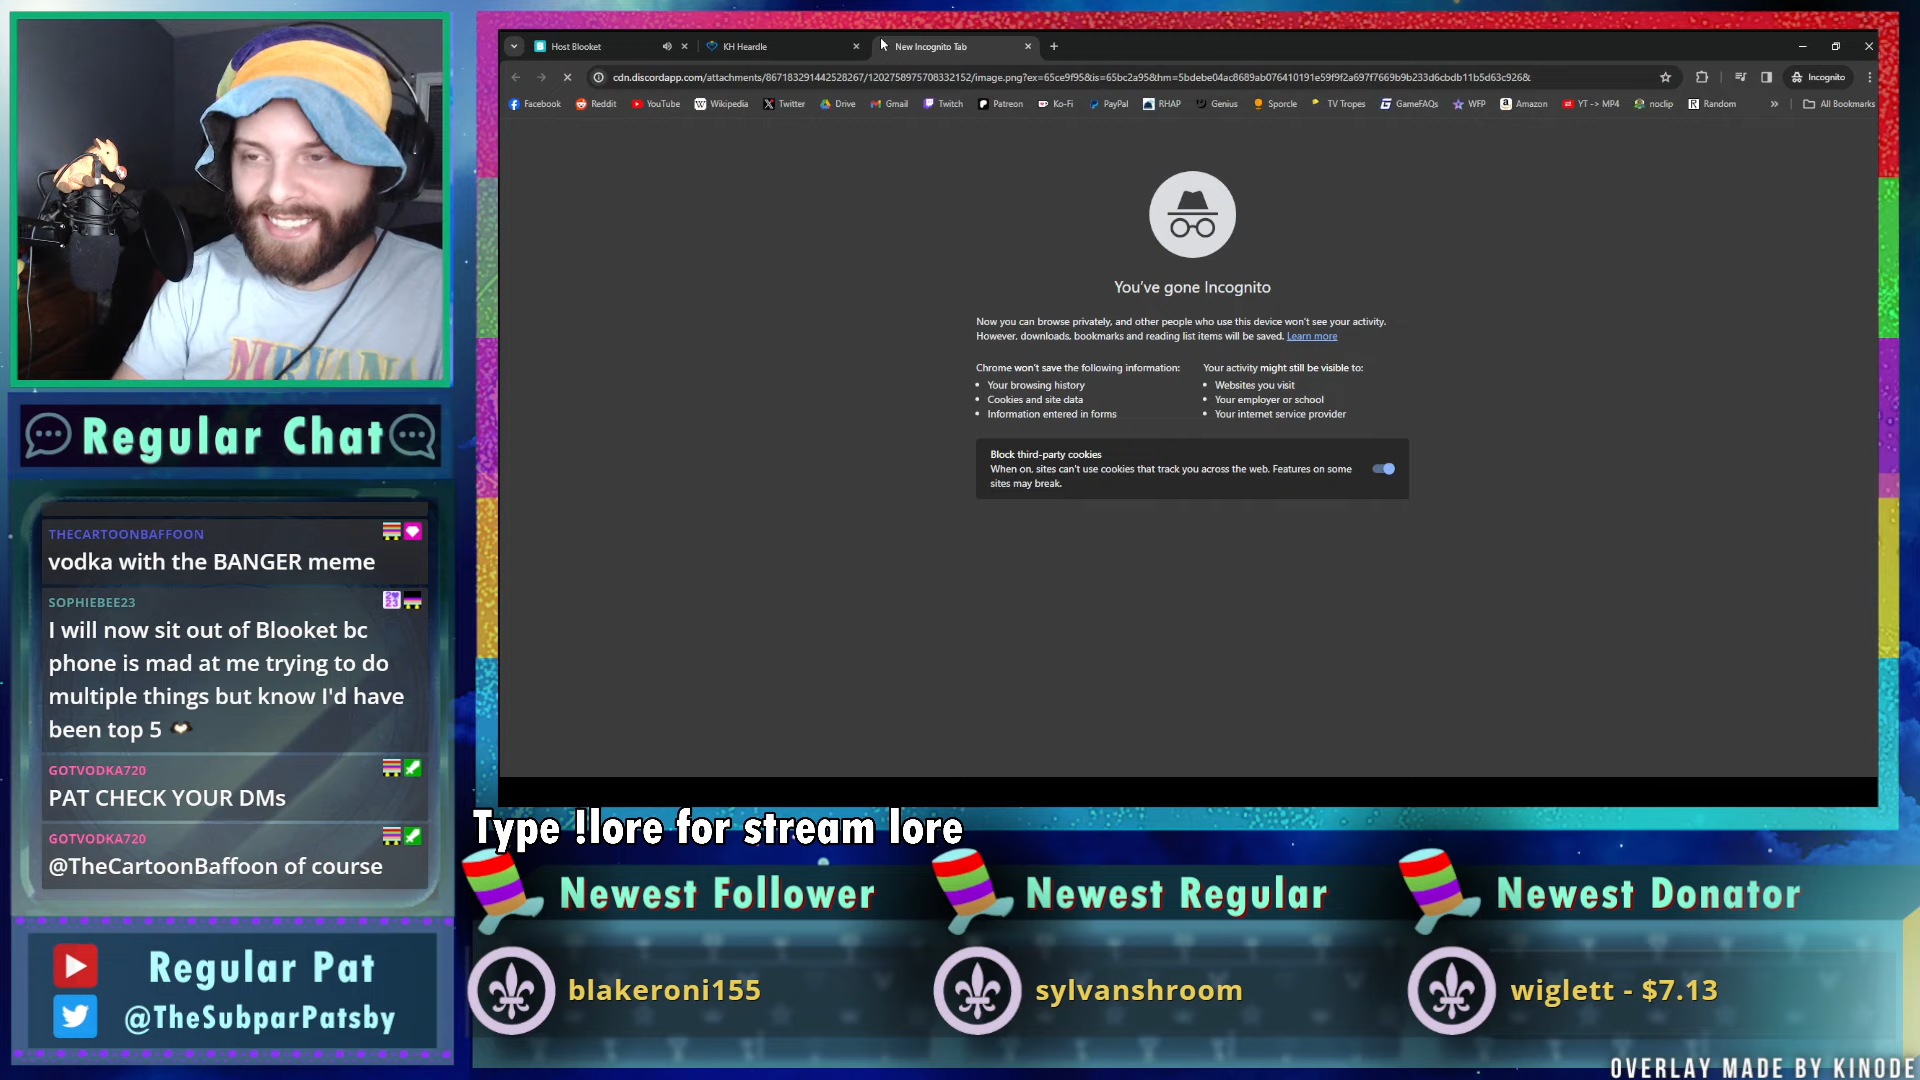 Host Blooket
KH Heardle
New Incognito Tab
cdn.discordapp.com/attachments/867183291442528267/1202758975708332152/image.png?ex=65ce9f95&is=65bc2a95&hm=5bdebe04ac8689ab076410191e59f9f2a697f7669b9b233d6cbdb11b5d63c926&
Incognito
Facebook
Reddit
YouTube
Wikipedia
Twitter
Drive
Gmail
Twitch
Patreon
Ko-Fi
PayPal
RHAP
Genius
Sporcle
TV Tropes
GameFAQs
WFP
Amazon
YT -> MP4
noclip
Random
All Bookmarks
You've gone Incognito
Now you can browse privately, and other people who use this device won't see your activity.
However, downloads, bookmarks and reading list items will be saved. Learn more
Chrome won't save the following information:
Your browsing history
Cookies and site data
Information entered in forms
Your activity might still be visible to:
Websites you visit
Your employer or school
Your internet service provider
Block third-party cookies
When on, sites can't use cookies that track you across the web. Features on some
sites may break.
NIRVANA
Regular Chat
THECARTOONBAFFOON
vodka with the BANGER meme
SOPHIEBEE23
I will now sit out of Blooket bc
phone is mad at me trying to do
multiple things but know I'd have
been top 5
GOTVODKA720
PAT CHECK YOUR DMs
GOTVODKA720
@TheCartoonBaffoon of course
Regular Pat
@TheSubparPatsby
Type !lore for stream lore
Newest Follower
blakeroni155
Newest Regular
sylvanshroom
Newest Donator
wiglett - $7.13
OVERLAY MADE BY KINODE